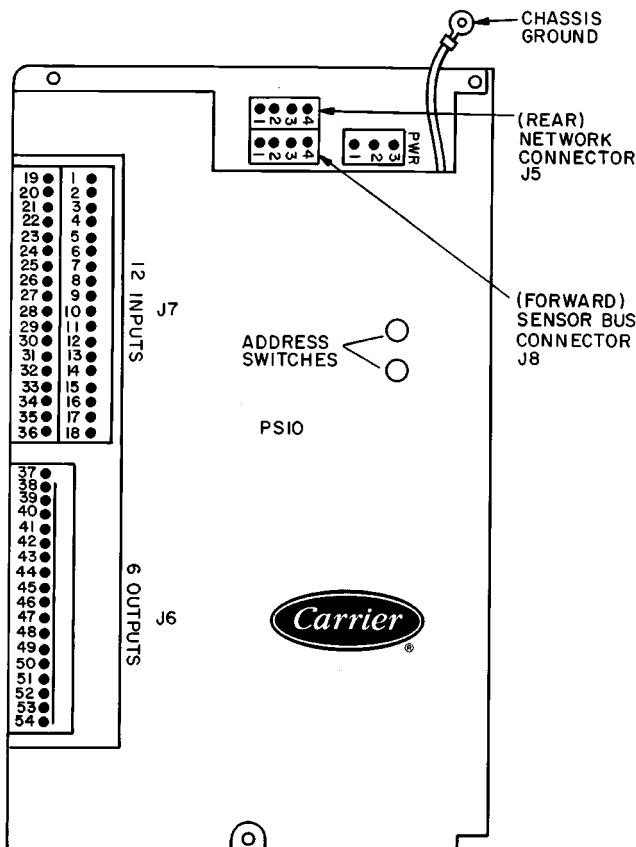 CHASSIS
GROUND
(REAR)
NETWORK
CONNECTOR
J5
1 2 3 4
1 2 3 4
1 2 3
PWR
(FORWARD)
SENSOR BUS
CONNECTOR
J8
19 1
20 2
21 3
22 4
23 5
24 6
25 7
26 8
27 9
28 10
29 11
30 12
31 13
32 14
33 15
34 16
35 17
36 18
12 INPUTS
J7
ADDRESS
SWITCHES
PSIO
37
38
39
40
41
42
43
44
45
46
47
48
49
50
51
52
53
54
6 OUTPUTS
J6
Carrier
®